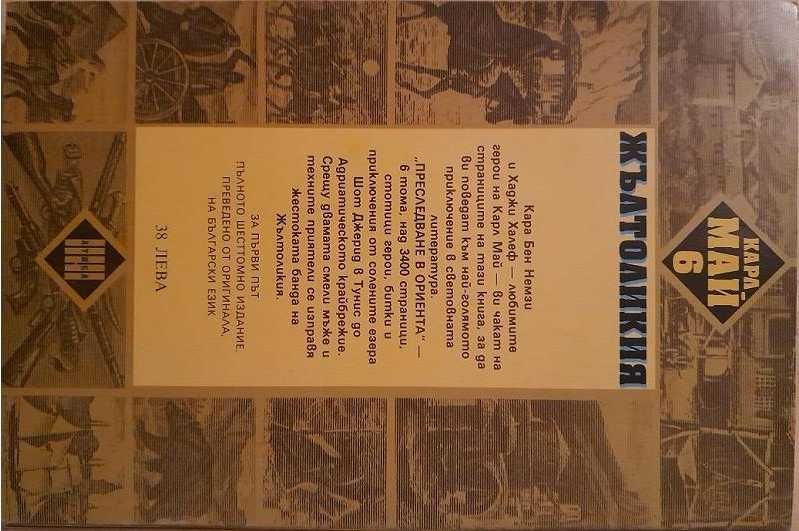 КАРЛ
МАЙ
6
ЖЪЛТОЛИКИЯ
Кара Бен Немзи
и Хаджи Халеф — любимите
герои на Карл Май — ви чакат на
страниците на тази книга, за да
ви поведат към най-голямото
приключение в световната
литература.
„ПРЕСЛЕДВАНЕ В ОРИЕНТА“ —
6 тома, над 3400 страници,
стотици герои, битки и
приключения от солените езера
Шот Джерид в Тунис до
Адриатическото крайбрежие.
Срещу двамата смели мъже и
техните приятели се изправя
жестоката банда на
Жълтоликия.
ЗА ПЪРВИ ПЪТ
ПЪЛНОТО ШЕСТТОМНО ИЗДАНИЕ,
ПРЕВЕДЕНО ОТ ОРИГИНАЛА,
НА БЪЛГАРСКИ ЕЗИК
38 ЛЕВА